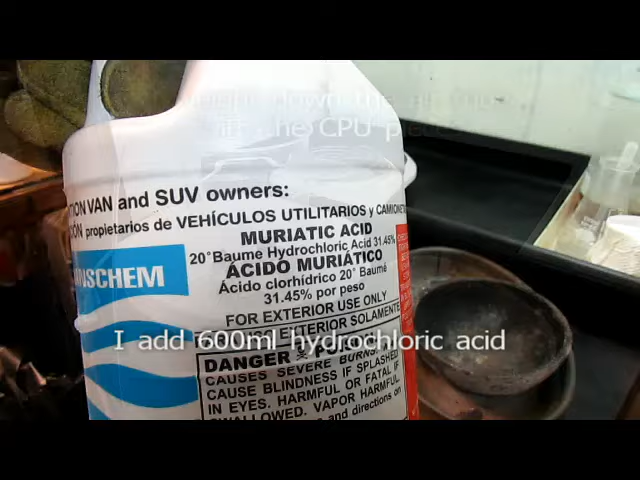 and SUV owners:
propietarios de VEHÍCULOS UTILITARIOS y
MURIATIC ACID
20° Baume Hydrochloric Acid 31.45%
ÁCIDO MURIÁTICO
Ácido clorhídrico 20° Baumé
31.45% por peso
FOR EXTERIOR USE ONLY
EXTERIOR SOLAMENTE
I add 600ml hydrochloric acid
DANGER
CAUSES SEVERE BURNS.
CAUSE BLINDNESS IF SPLASHED
IN EYES. HARMFUL OR FATAL IF
SWALLOWED. VAPOR HARMFUL.
and directions on
the CPU